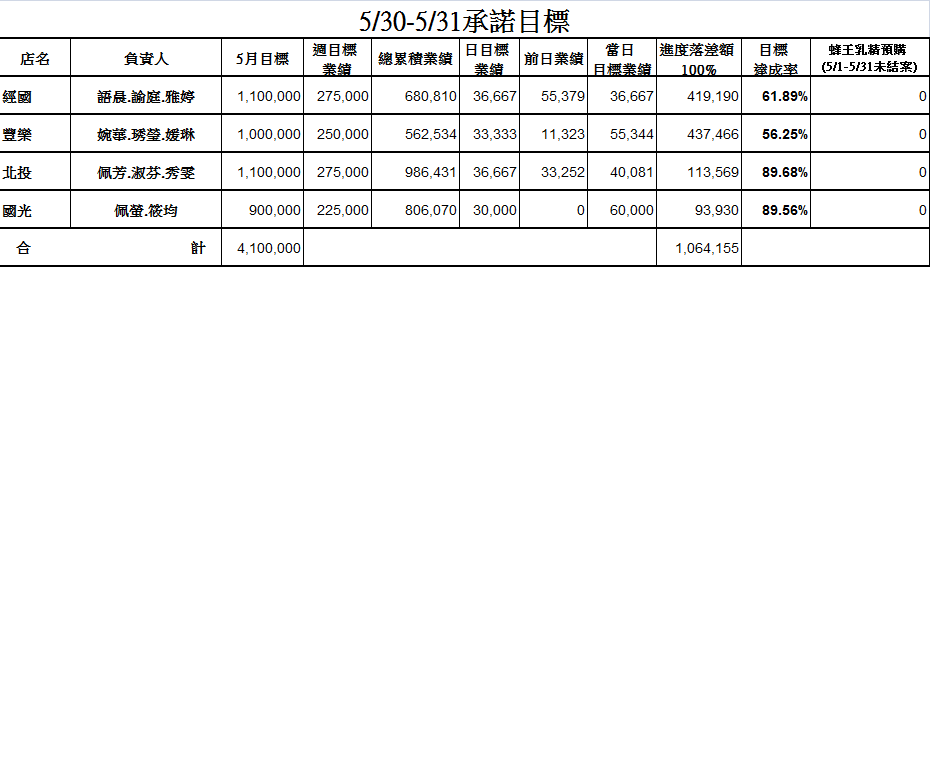 5/30-5/31承諾目標
店名 負責人 5月目標 週目標業績 總累積業績 日目標業績 前日業績 當日目標業績 進度落差額100% 目標達成率 蜂王乳精預購(5/1-5/31未結案)
經國 語晨.諭庭.雅婷 1,100,000 275,000 680,810 36,667 55,379 36,667 419,190 61.89% 0
豐樂 婉華.琇瑩.媛琳 1,000,000 250,000 562,534 33,333 11,323 55,344 437,466 56.25% 0
北投 佩芳.淑芬.秀雯 1,100,000 275,000 986,431 36,667 33,252 40,081 113,569 89.68% 0
國光 佩螢.筱均 900,000 225,000 806,070 30,000 0 60,000 93,930 89.56% 0
合 計 4,100,000 1,064,155